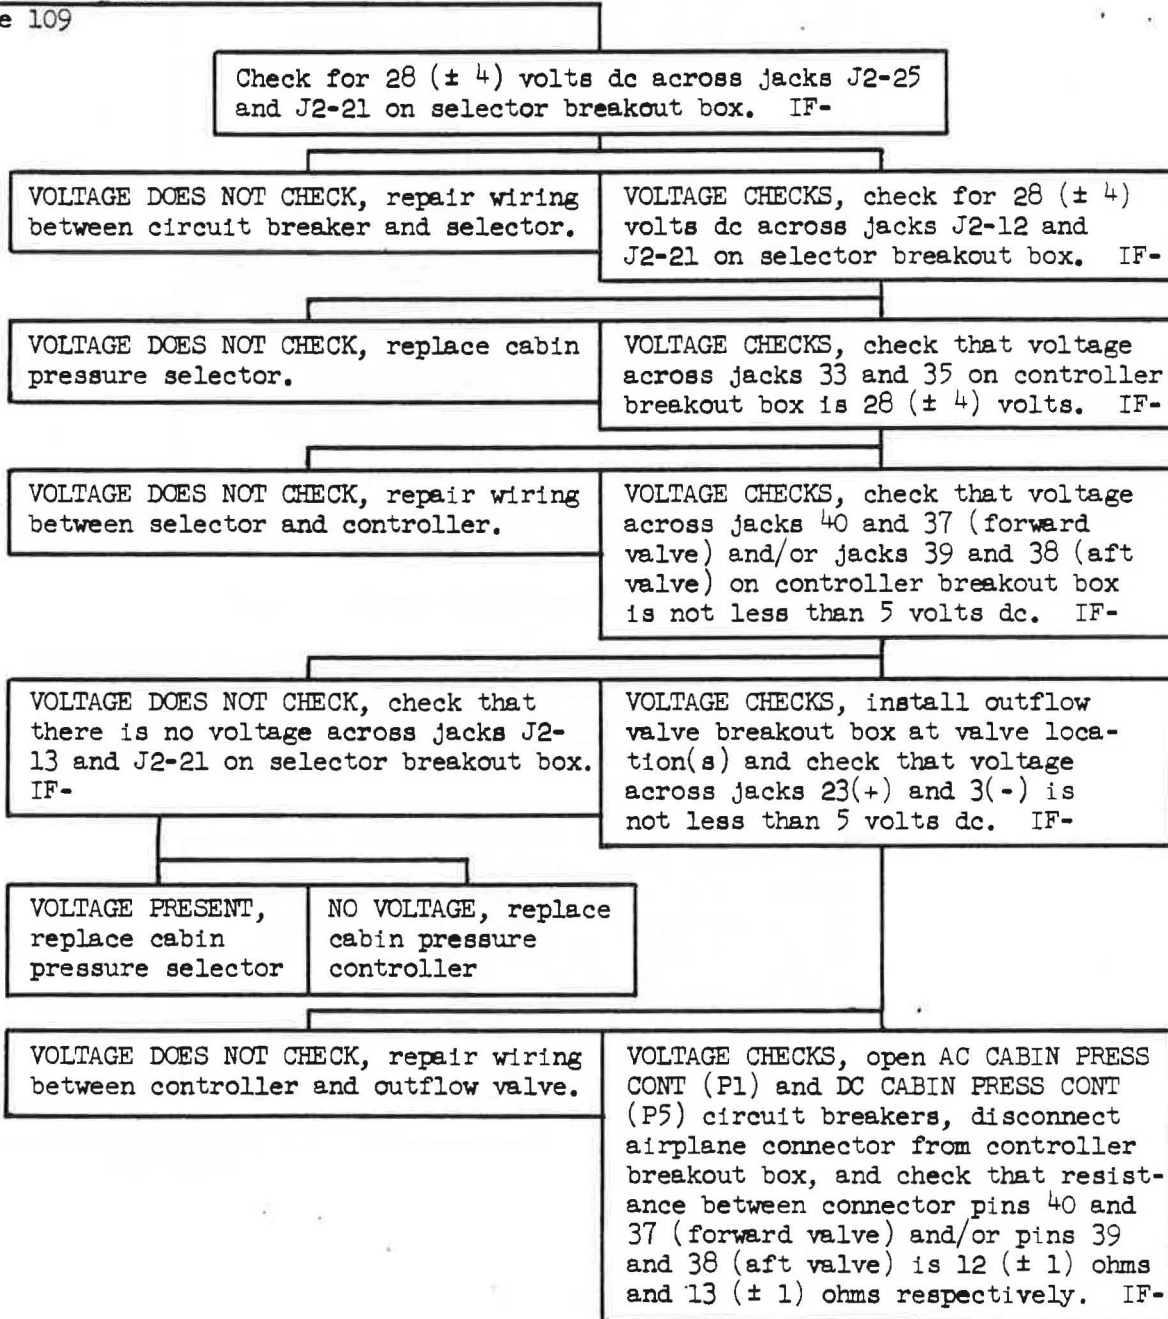 e 109
Check for 28 (± 4) volts dc across jacks J2-25
and J2-21 on selector breakout box. IF-
VOLTAGE DOES NOT CHECK, repair wiring
between circuit breaker and selector.
VOLTAGE CHECKS, check for 28 (± 4)
volts dc across jacks J2-12 and
J2-21 on selector breakout box. IF-
VOLTAGE DOES NOT CHECK, replace cabin
pressure selector.
VOLTAGE CHECKS, check that voltage
across jacks 33 and 35 on controller
breakout box is 28 (± 4) volts. IF-
VOLTAGE DOES NOT CHECK, repair wiring
between selector and controller.
VOLTAGE CHECKS, check that voltage
across jacks 40 and 37 (forward
valve) and/or jacks 39 and 38 (aft
valve) on controller breakout box
is not less than 5 volts dc. IF-
VOLTAGE DOES NOT CHECK, check that
there is no voltage across jacks J2-
13 and J2-21 on selector breakout box.
IF-
VOLTAGE CHECKS, install outflow
valve breakout box at valve loca-
tion(s) and check that voltage
across jacks 23(+) and 3(-) is
not less than 5 volts dc. IF-
VOLTAGE PRESENT,
replace cabin
pressure selector
NO VOLTAGE, replace
cabin pressure
controller
VOLTAGE DOES NOT CHECK, repair wiring
between controller and outflow valve.
VOLTAGE CHECKS, open AC CABIN PRESS
CONT (P1) and DC CABIN PRESS CONT
(P5) circuit breakers, disconnect
airplane connector from controller
breakout box, and check that resist-
ance between connector pins 40 and
37 (forward valve) and/or pins 39
and 38 (aft valve) is 12 (± 1) ohms
and 13 (± 1) ohms respectively. IF-